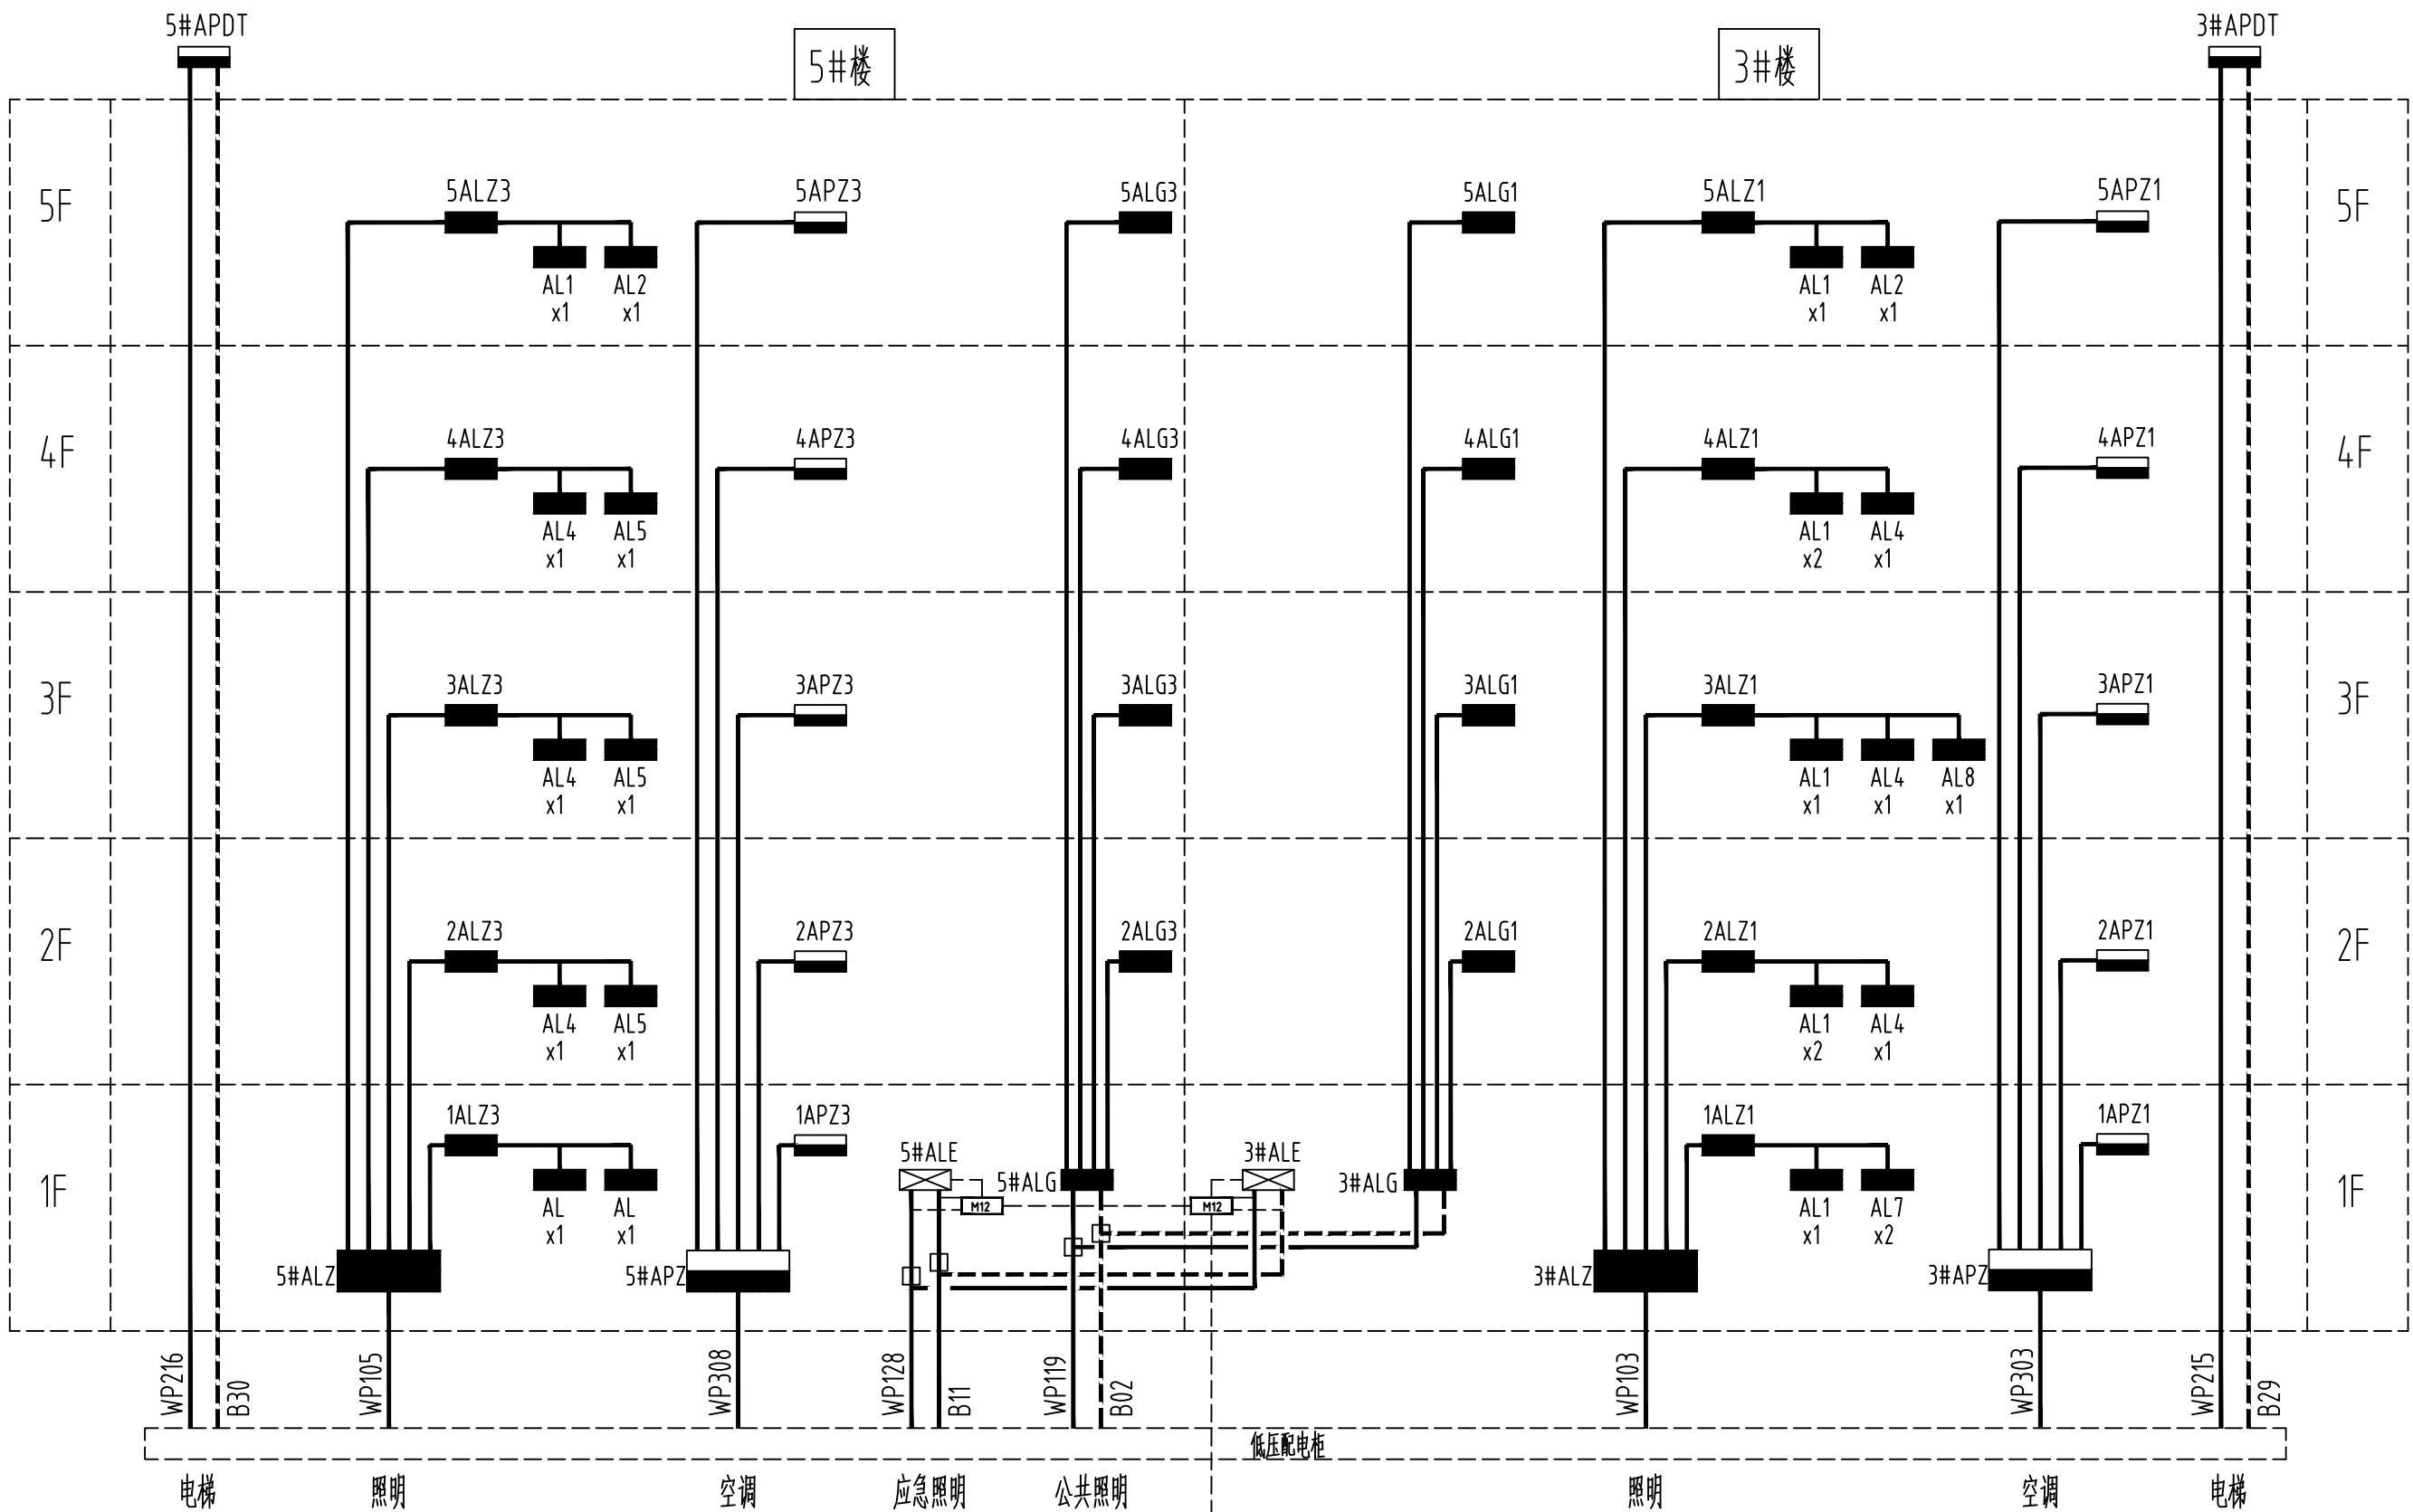 5#APDT
3#APDT
5#楼
3#楼
5F
5ALZ3
5APZ3
5ALG3
5ALG1
5ALZ1
5APZ1
5F
AL1
x1
AL2
x1
AL1
x1
AL2
x1
4F
4ALZ3
4APZ3
4ALG3
4ALG1
4ALZ1
4APZ1
4F
AL4
x1
AL5
x1
AL1
x2
AL4
x1
3F
3ALZ3
3APZ3
3ALG3
3ALG1
3ALZ1
3APZ1
3F
AL4
x1
AL5
x1
AL1
x1
AL4
x1
AL8
x1
2F
2ALZ3
2APZ3
2ALG3
2ALG1
2ALZ1
2APZ1
2F
AL4
x1
AL5
x1
AL1
x2
AL4
x1
1F
1ALZ3
1APZ3
1ALZ1
1APZ1
1F
5#ALE
5#ALG
3#ALE
3#ALG
M12
M12
AL
x1
AL
x1
AL1
x1
AL7
x2
5#ALZ
5#APZ
3#ALZ
3#APZ
WP216
B30
WP105
WP308
WP128
B11
WP119
B02
WP103
WP303
WP215
B29
低压配电柜
电梯
照明
空调
应急照明
公共照明
照明
空调
电梯